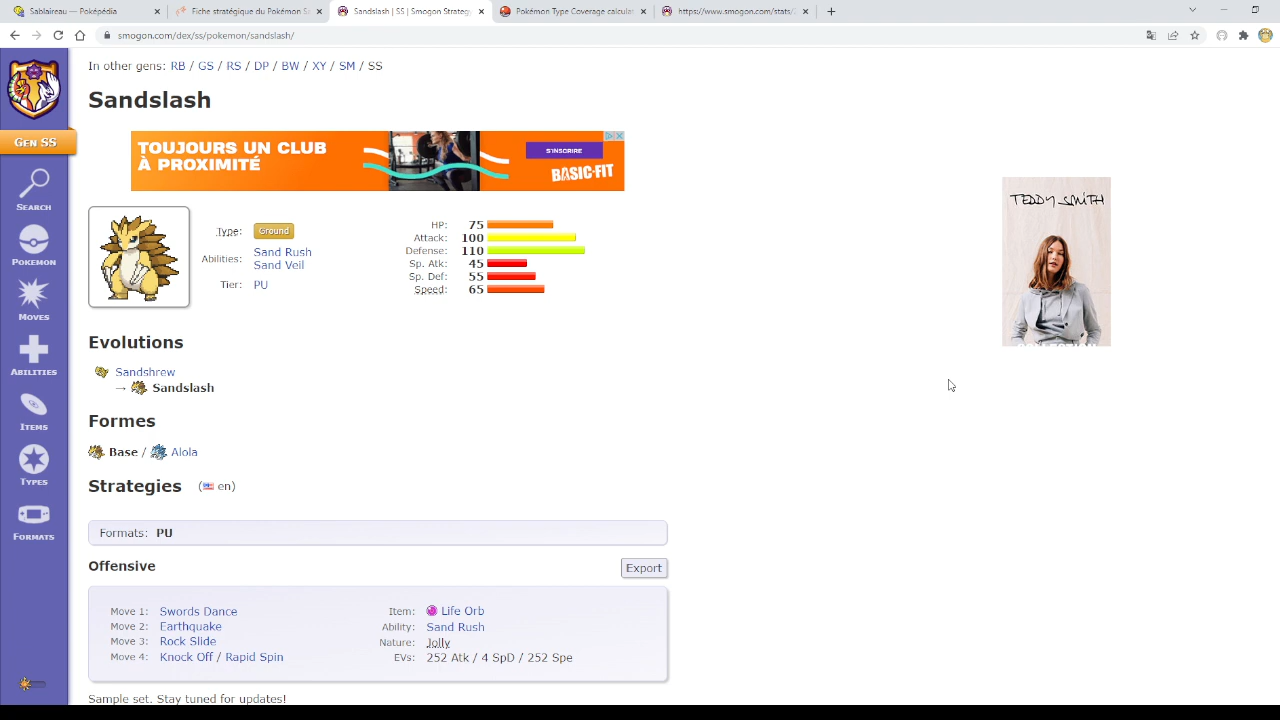 Sablaireau — Poképédia
Fiche stratégique du Pokémon Sa
Sandslash | SS | Smogon Strateg
Pokémon Type Coverage calculat
https://www.smogon.com/stats/2
smogon.com/dex/ss/pokemon/sandslash/
In other gens: RB / GS / RS / DP / BW / XY / SM / SS
Sandslash
TOUJOURS UN CLUB
À PROXIMITÉ
S'INSCRIRE
BASIC-FIT
GEN SS
SEARCH
POKEMON
MOVES
ABILITIES
ITEMS
TYPES
FORMATS
Type: Ground
Abilities: Sand Rush
Sand Veil
Tier: PU
HP: 75
Attack: 100
Defense: 110
Sp. Atk: 45
Sp. Def: 55
Speed: 65
TEDDY SMITH
Evolutions
Sandshrew
→ Sandslash
Formes
Base / Alola
Strategies (en)
Formats: PU
Offensive
Export
Move 1: Swords Dance
Move 2: Earthquake
Move 3: Rock Slide
Move 4: Knock Off / Rapid Spin
Item: Life Orb
Ability: Sand Rush
Nature: Jolly
EVs: 252 Atk / 4 SpD / 252 Spe
Sample set. Stay tuned for updates!